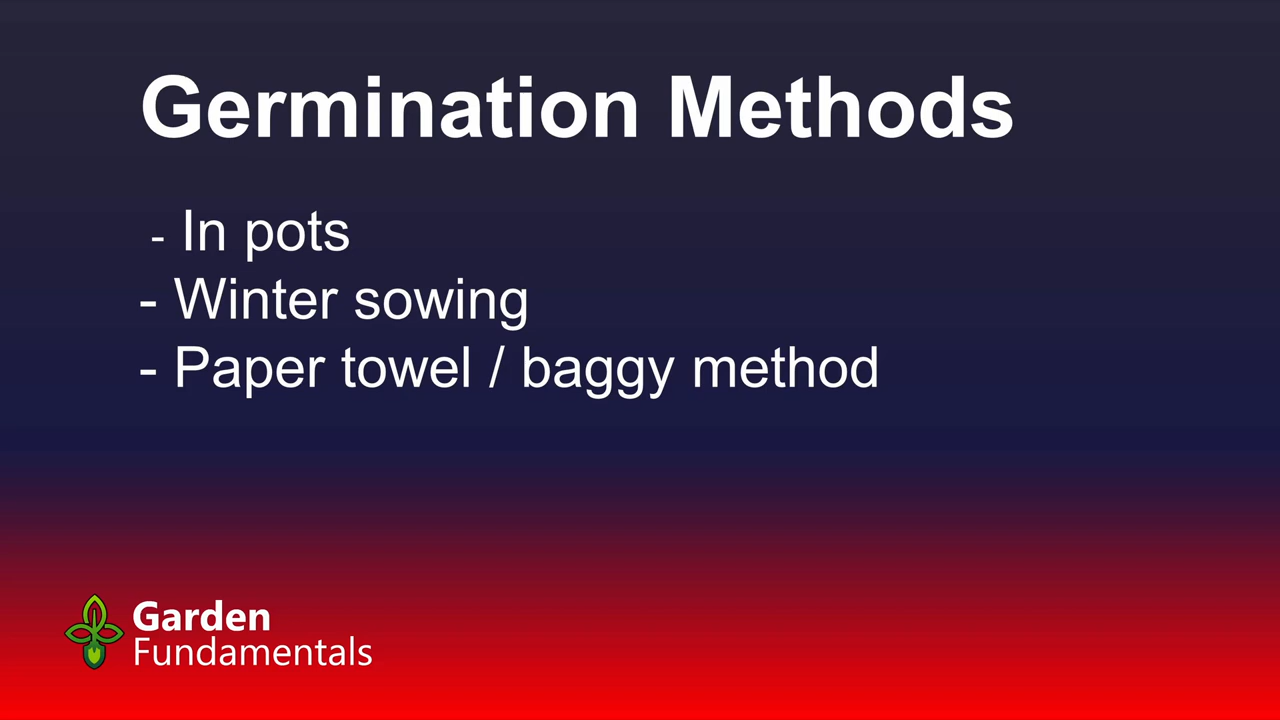 Germination Methods
- In pots
- Winter sowing
- Paper towel / baggy method
Garden
Fundamentals